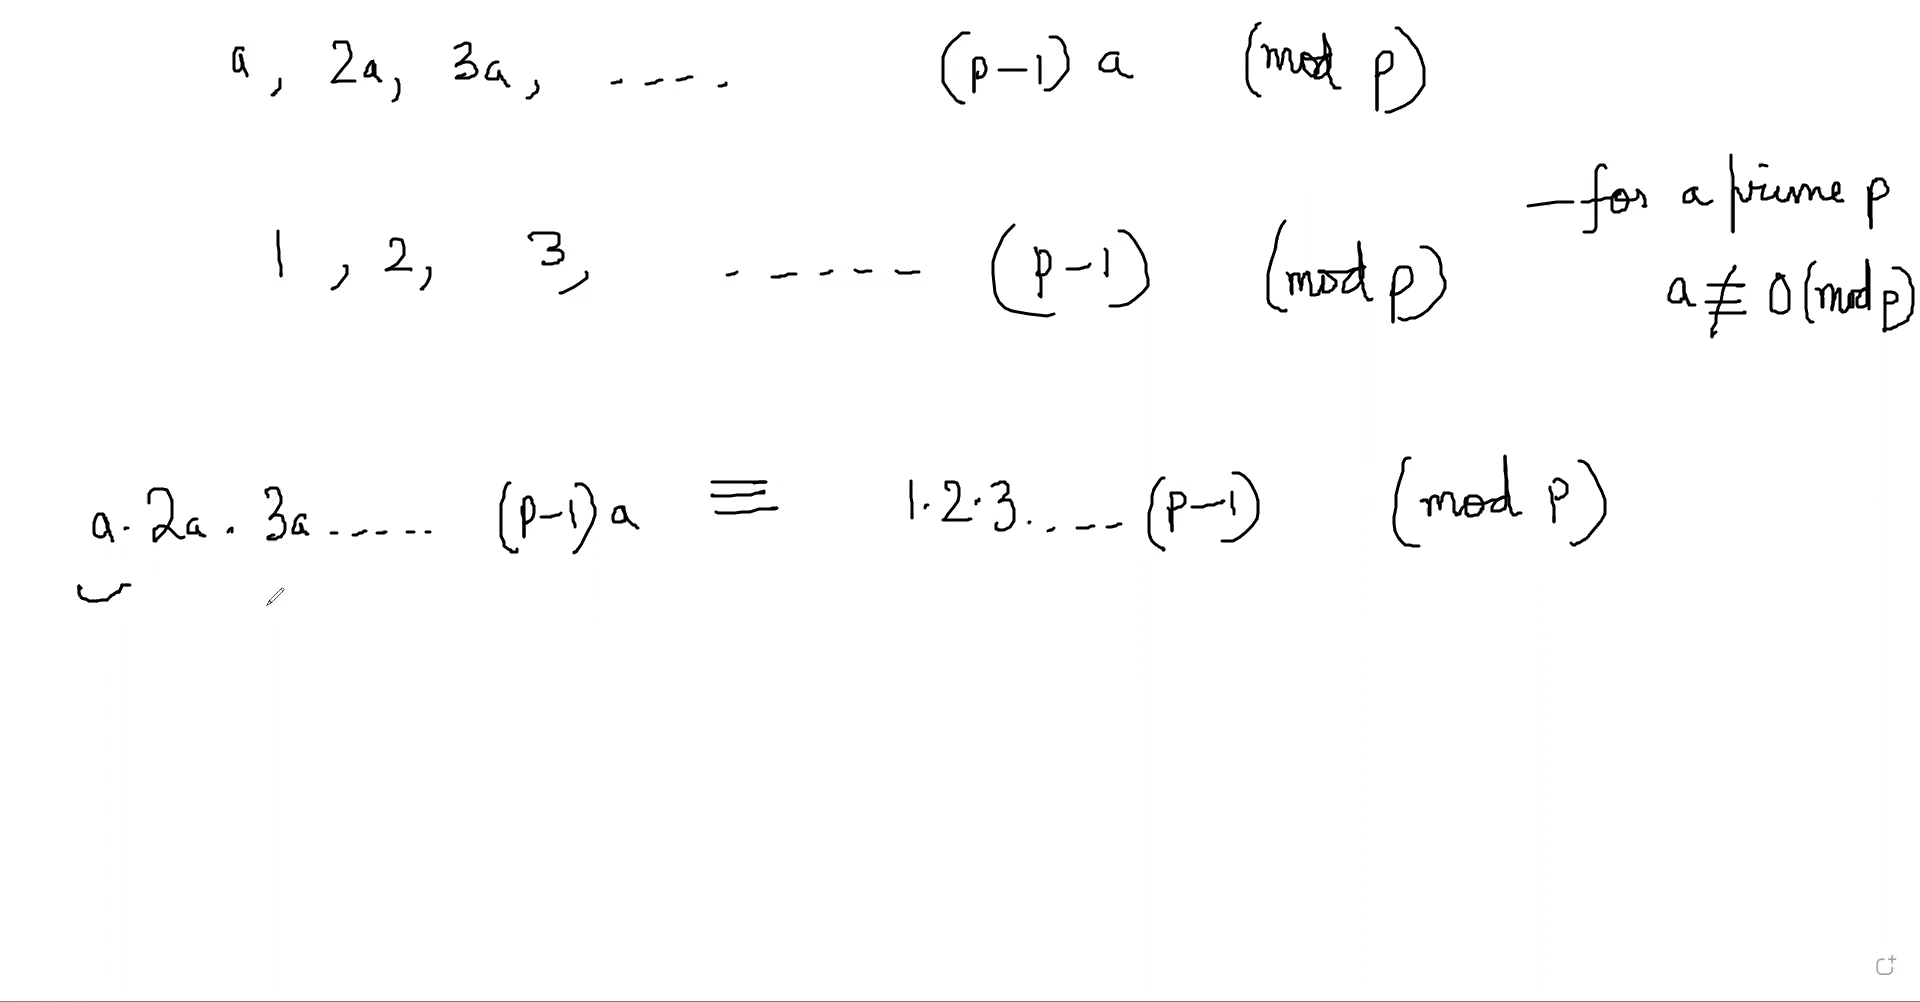 a, 2a, 3a, ----. (p-1) a (mod p)
— for a prime p
1, 2, 3, ------ (p-1) (mod p)
a ≢ 0 (mod p)
a. 2a. 3a ..... (p-1) a ≡ 1.2.3. ... (p-1) (mod p)